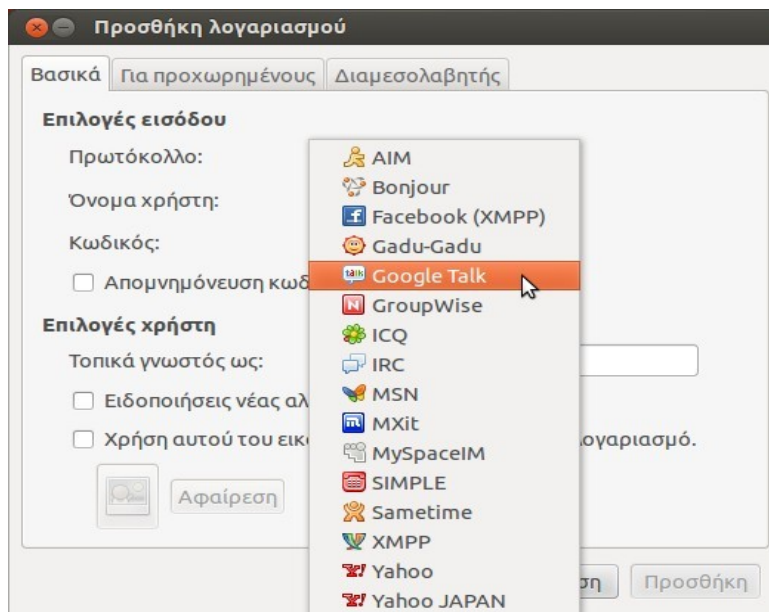 Προσθήκη λογαριασμού
Βασικά Για προχωρημένους Διαμεσολαβητής
Επιλογές εισόδου
Πρωτόκολλο:
Όνομα χρήστη:
Κωδικός:
Απομνημόνευση κωδ
Επιλογές χρήστη
Τοπικά γνωστός ως:
Ειδοποιήσεις νέας αλ
Χρήση αυτού του εικο
λογαριασμό.
Αφαίρεση
AIM
Bonjour
Facebook (XMPP)
Gadu-Gadu
Google Talk
GroupWise
ICQ
IRC
MSN
MXit
MySpaceIM
SIMPLE
Sametime
XMPP
Yahoo
Yahoo JAPAN
ση Προσθήκη